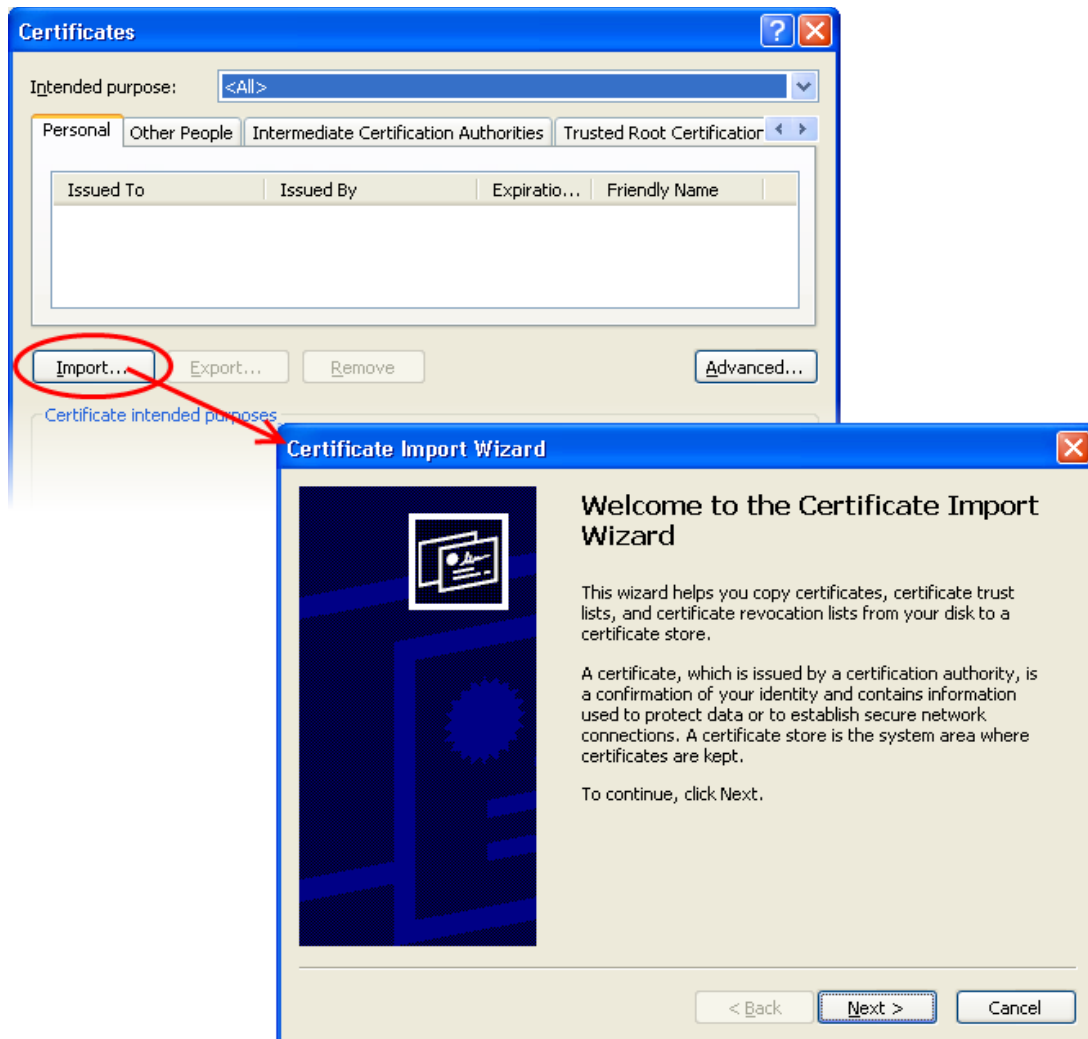 Certificates
Intended purpose: <All>
Personal Other People Intermediate Certification Authorities Trusted Root Certification
Issued To Issued By Expiratio... Friendly Name
Import... Export... Remove Advanced...
Certificate intended purposes
Certificate Import Wizard
Welcome to the Certificate Import
Wizard
This wizard helps you copy certificates, certificate trust
lists, and certificate revocation lists from your disk to a
certificate store.
A certificate, which is issued by a certification authority, is
a confirmation of your identity and contains information
used to protect data or to establish secure network
connections. A certificate store is the system area where
certificates are kept.
To continue, click Next.
< Back Next > Cancel